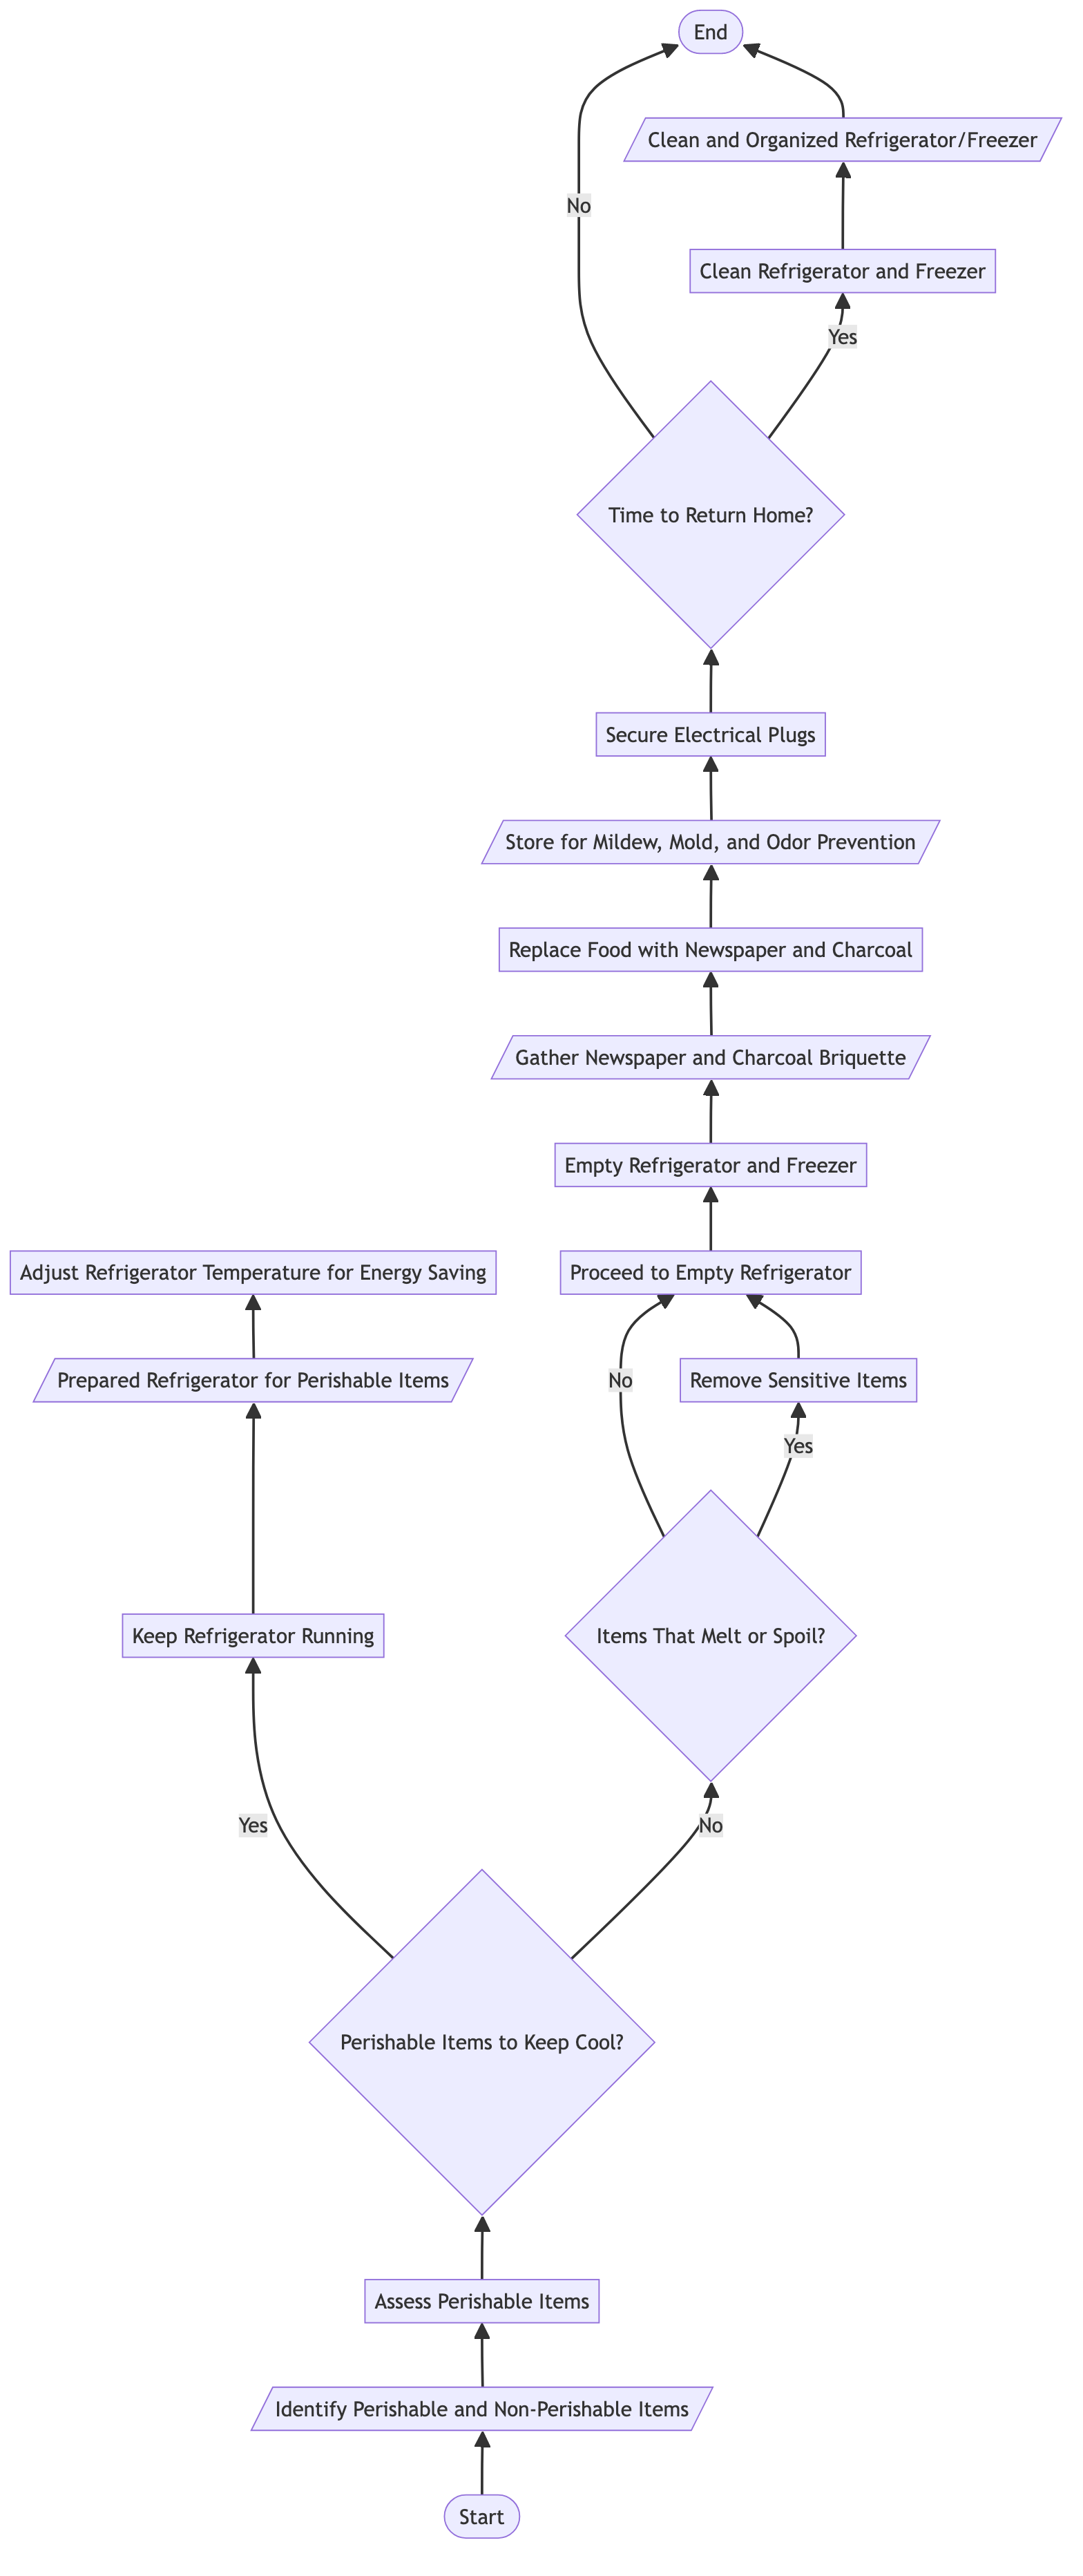 End
Clean and Organized Refrigerator/Freezer
No
Clean Refrigerator and Freezer
Yes
Time to Return Home?
Secure Electrical Plugs
Store for Mildew, Mold, and Odor Prevention
Replace Food with Newspaper and Charcoal
Gather Newspaper and Charcoal Briquette
Empty Refrigerator and Freezer
Adjust Refrigerator Temperature for Energy Saving
Proceed to Empty Refrigerator
Prepared Refrigerator for Perishable Items
No
Remove Sensitive Items
Yes
Keep Refrigerator Running
Items That Melt or Spoil?
Yes
No
Perishable Items to Keep Cool?
Assess Perishable Items
Identify Perishable and Non-Perishable Items
Start